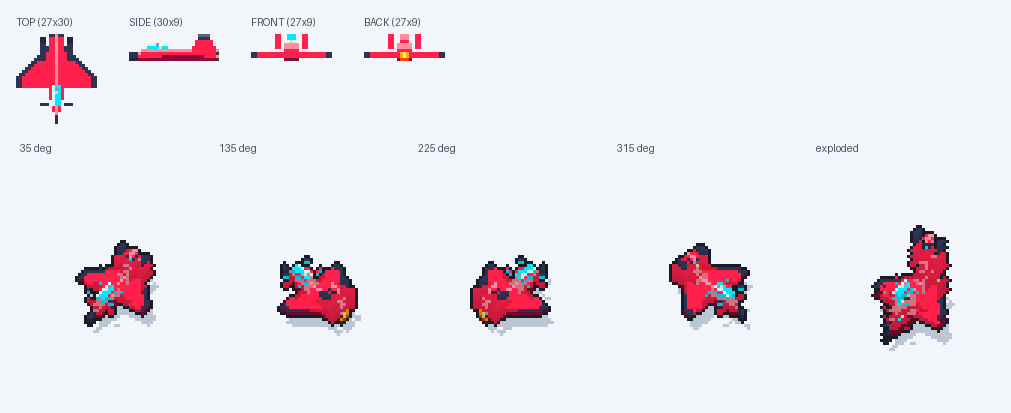 TOP (27x30)
SIDE (30x9)
FRONT (27x9)
BACK (27x9)
35 deg
135 deg
225 deg
315 deg
exploded